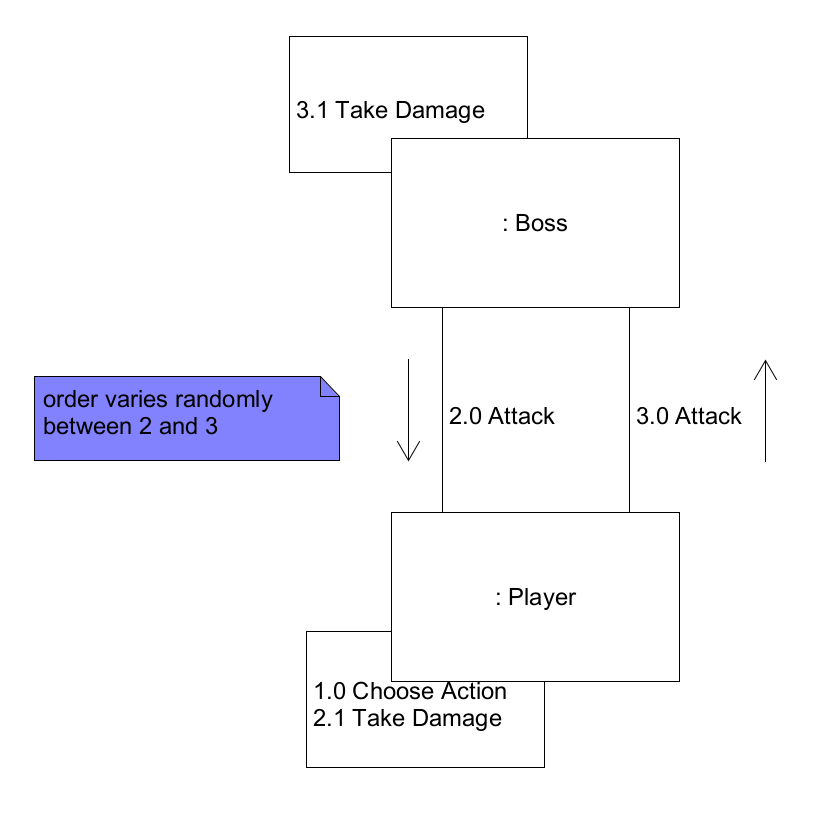 3.1 Take Damage
: Boss
order varies randomly
between 2 and 3
2.0 Attack
3.0 Attack
: Player
1.0 Choose Action
2.1 Take Damage